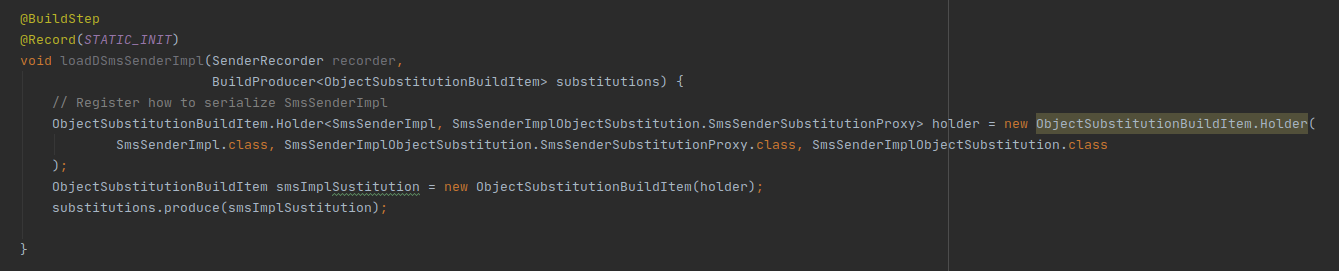 @BuildStep
@Record(STATIC_INIT)
void loadDSmsSenderImpl(SenderRecorder recorder,
                        BuildProducer<ObjectSubstitutionBuildItem> substitutions) {
    // Register how to serialize SmsSenderImpl
    ObjectSubstitutionBuildItem.Holder<SmsSenderImpl, SmsSenderImplObjectSubstitution.SmsSenderSubstitutionProxy> holder = new ObjectSubstitutionBuildItem.Holder(
            SmsSenderImpl.class, SmsSenderImplObjectSubstitution.SmsSenderSubstitutionProxy.class, SmsSenderImplObjectSubstitution.class
    );
    ObjectSubstitutionBuildItem smsImplSustitution = new ObjectSubstitutionBuildItem(holder);
    substitutions.produce(smsImplSustitution);
}